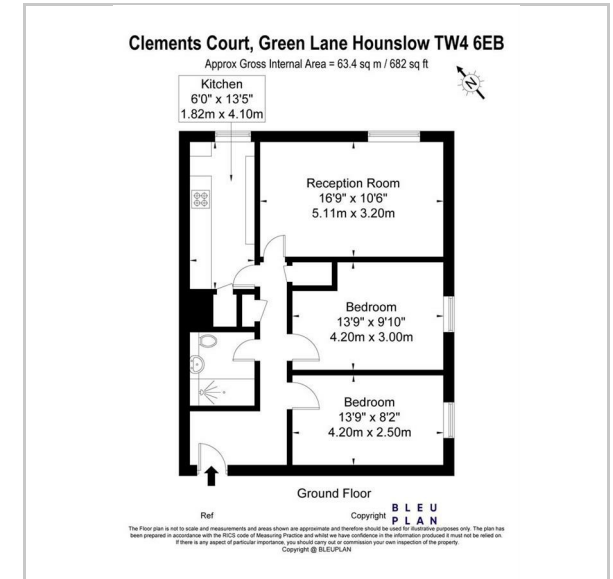 Clements Court, Green Lane Hounslow TW4 6EB
Approx Gross Internal Area = 63.4 sq m / 682 sq ft
N
Kitchen
6'0" x 13'5"
1.82m x 4.10m
Reception Room
16'9" x 10'6"
5.11m x 3.20m
Bedroom
13'9" x 9'10"
4.20m x 3.00m
Bedroom
13'9" x 8'2"
4.20m x 2.50m
Ground Floor
Ref
Copyright
BLEU
PLAN
The Floor plan is not to scale and measurements and areas shown are approximate and therefore should be used for illustrative purposes only. The plan has
been prepared in accordance with the RICS code of Measuring Practice and whilst we have confidence in the information produced it must not be relied on.
If there is any aspect of particular importance, you should carry out or commission your own inspection of the property.
Copyright @ BLEUPLAN